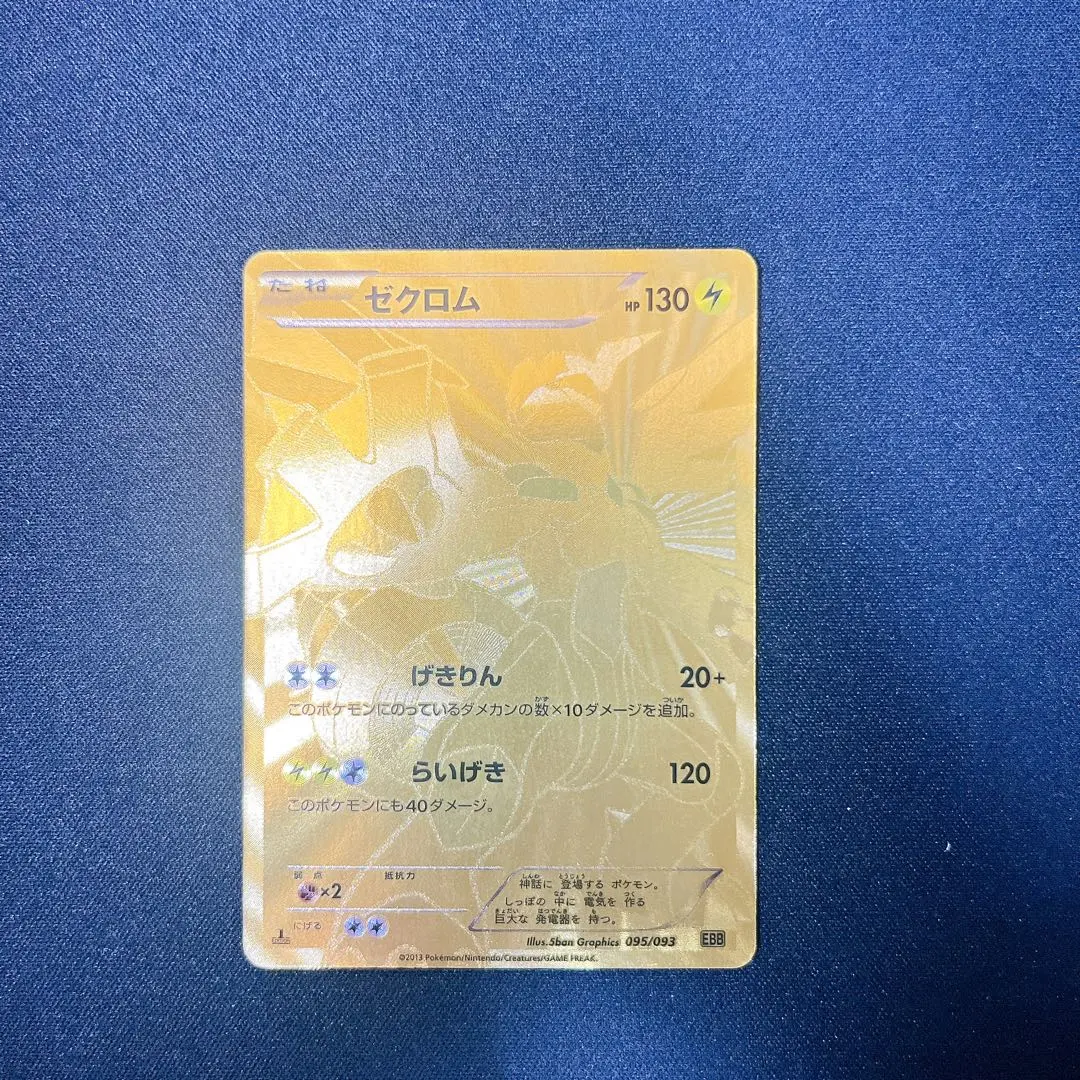 たね ゼクロム HP130
げきりん 20+
このポケモンにのっているダメカンの数×10ダメージを追加。
らいげき 120
このポケモンにも40ダメージ。
弱点 抵抗力
×2
神話に 登場する ポケモン。
しっぽの 中に 電気を 作る
巨大な 発電器を 持つ。
にげる
1 EDITION
Illus.5ban Graphics 095/093 EBB
©2013 Pokémon/Nintendo/Creatures/GAME FREAK.